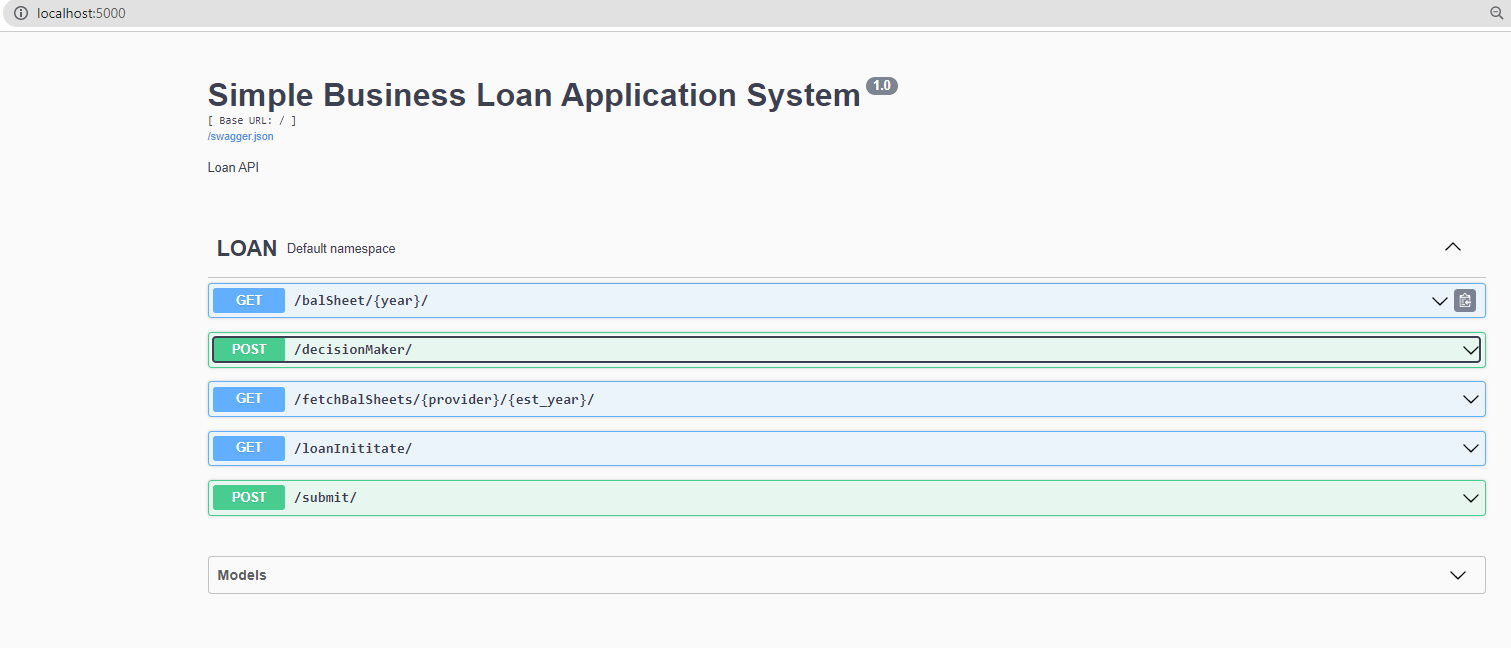 localhost:5000
Simple Business Loan Application System 1.0
[ Base URL: / ]
/swagger.json
Loan API
LOAN Default namespace
GET /balSheet/{year}/
POST /decisionMaker/
GET /fetchBalSheets/{provider}/{est_year}/
GET /loanInititate/
POST /submit/
Models